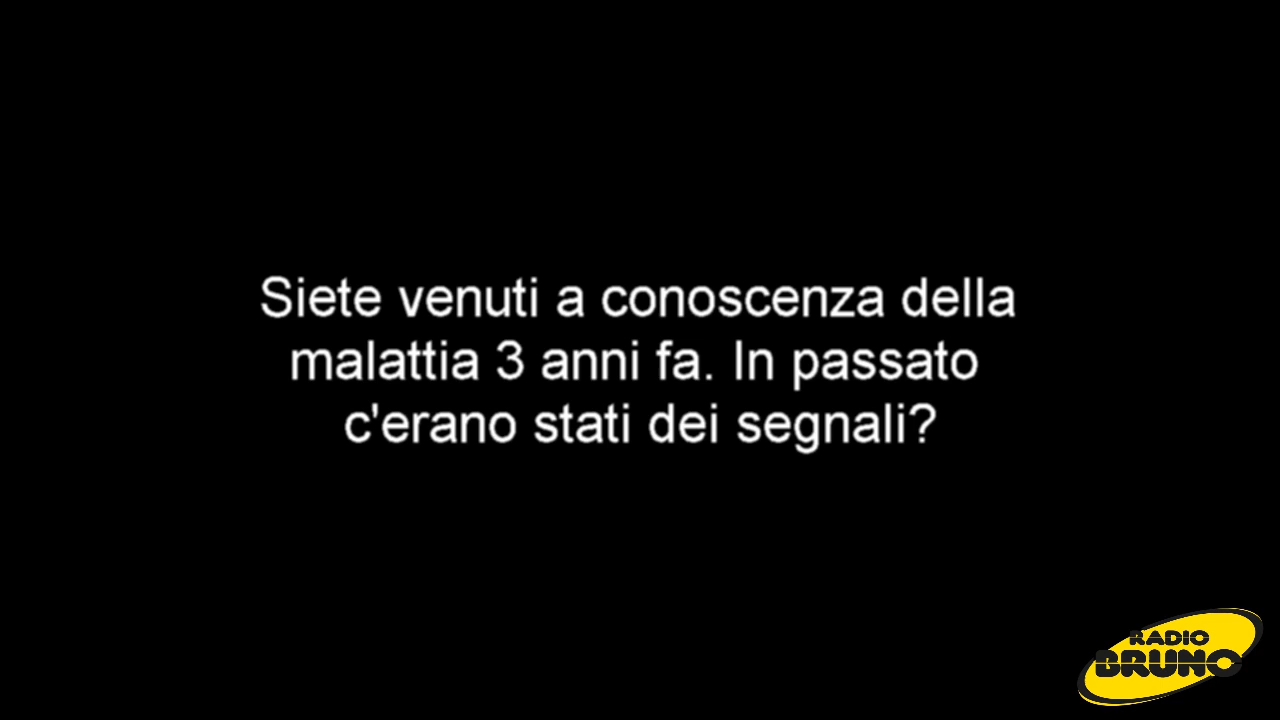 Siete venuti a conoscenza della
malattia 3 anni fa. In passato
c'erano stati dei segnali?
RADIO
BRUNO